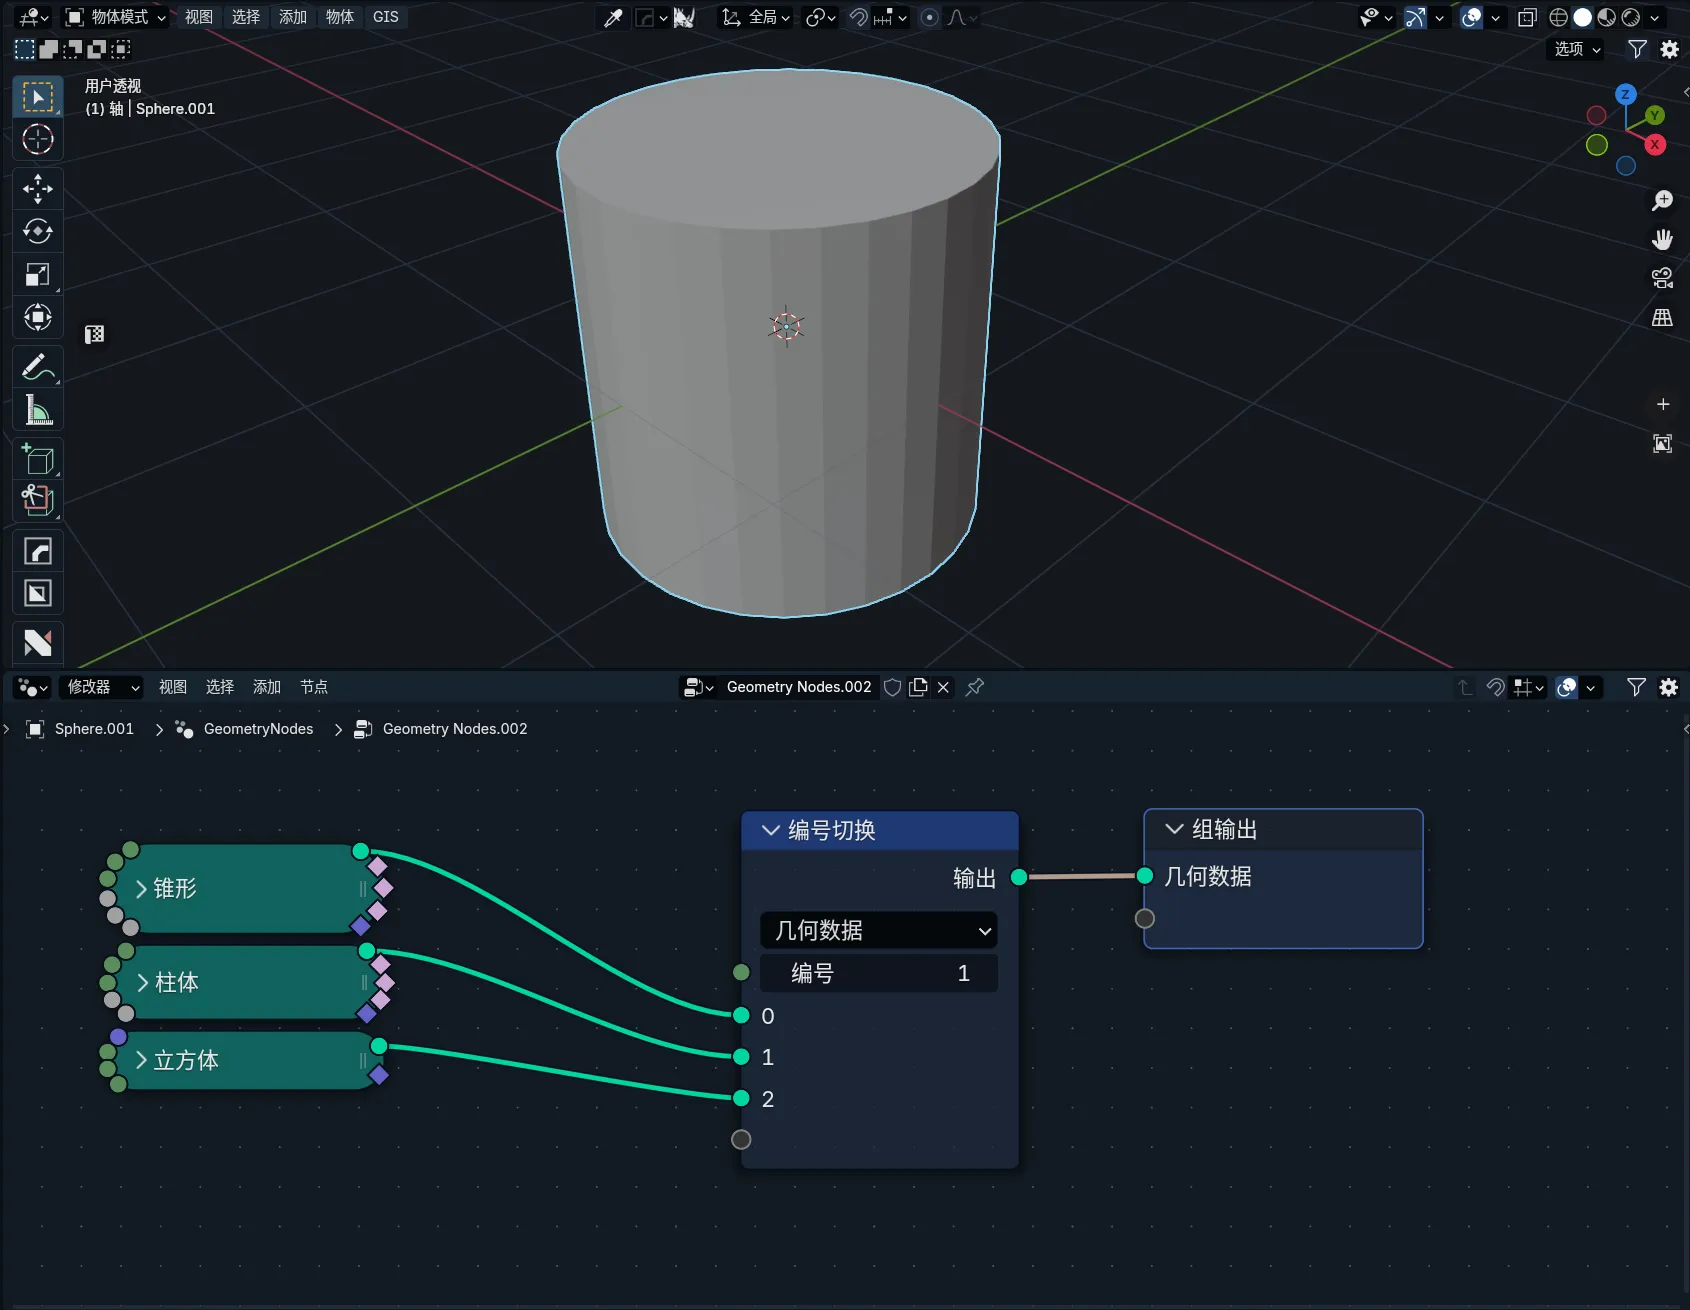 物体模式 视图 选择 添加 物体 GIS 全局
选项
用户透视
(1) 轴 | Sphere.001
Z
Y
X
修改器 视图 选择 添加 节点 Geometry Nodes.002
Sphere.001 GeometryNodes Geometry Nodes.002
编号切换
组输出
锥形
输出
几何数据
几何数据
柱体
编号 1
0
立方体
1
2